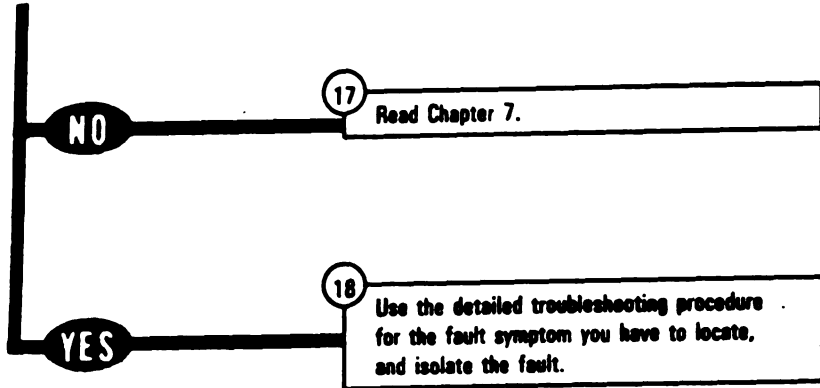 NO
17
Read Chapter 7.
YES
18
Use the detailed troubleshooting procedure
for the fault symptom you have to locate,
and isolate the fault.